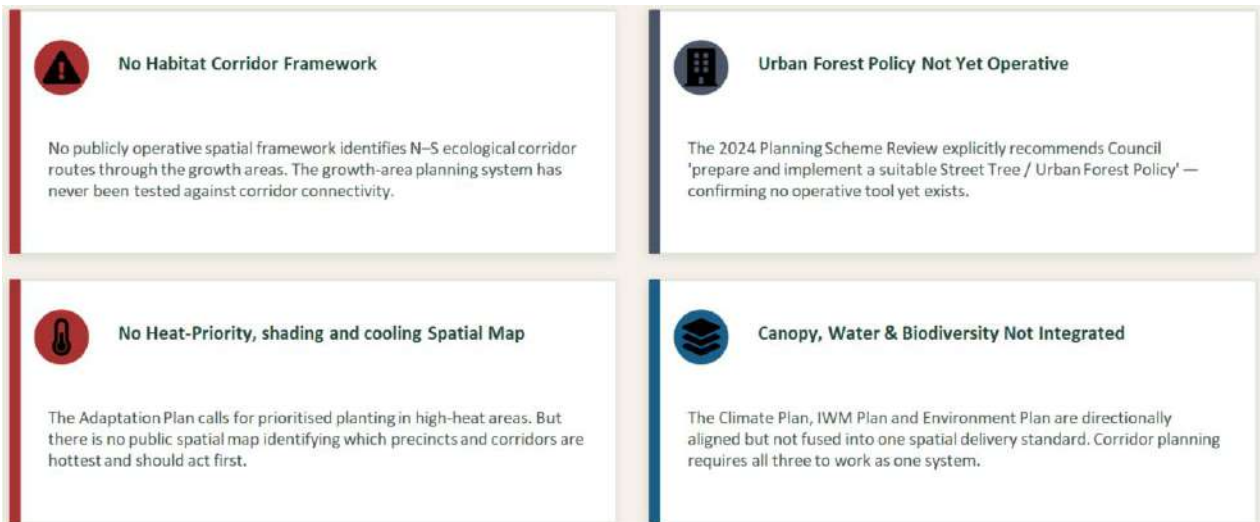 No Habitat Corridor Framework
No publicly operative spatial framework identifies N–S ecological corridor
routes through the growth areas. The growth-area planning system has
never been tested against corridor connectivity.
Urban Forest Policy Not Yet Operative
The 2024 Planning Scheme Review explicitly recommends Council
'prepare and implement a suitable Street Tree / Urban Forest Policy' —
confirming no operative tool yet exists.
No Heat-Priority, shading and cooling Spatial Map
The Adaptation Plan calls for prioritised planting in high-heat areas. But
there is no public spatial map identifying which precincts and corridors are
hottest and should act first.
Canopy, Water & Biodiversity Not Integrated
The Climate Plan, IWM Plan and Environment Plan are directionally
aligned but not fused into one spatial delivery standard. Corridor planning
requires all three to work as one system.